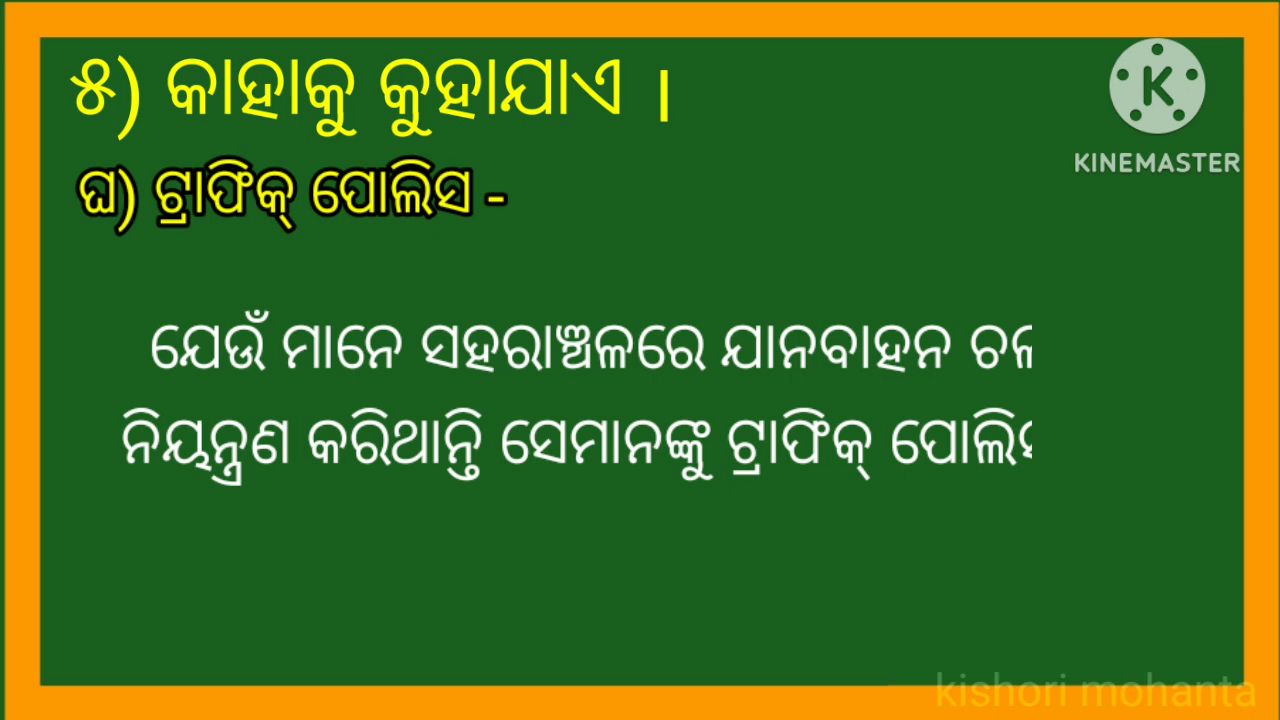 ୫) କାହାକୁ କୁହାଯାଏ ।
KINEMASTER
ଘ) ଟ୍ରାଫିକ୍ ପୋଲିସ -
ଯେଉଁ ମାନେ ସହରାଞ୍ଚଳରେ ଯାନବାହନ
ନିୟନ୍ତ୍ରଣ କରିଥାନ୍ତି ସେମାନଙ୍କୁ ଟ୍ରାଫିକ୍
kishori mohanta